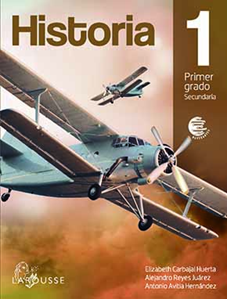 Historia 1
Primer
grado
Secundaria
Elizabeth Carbajal Huerta
Alejandro Reyes Juárez
Antonio Avitia Hernández
LAROUSSE